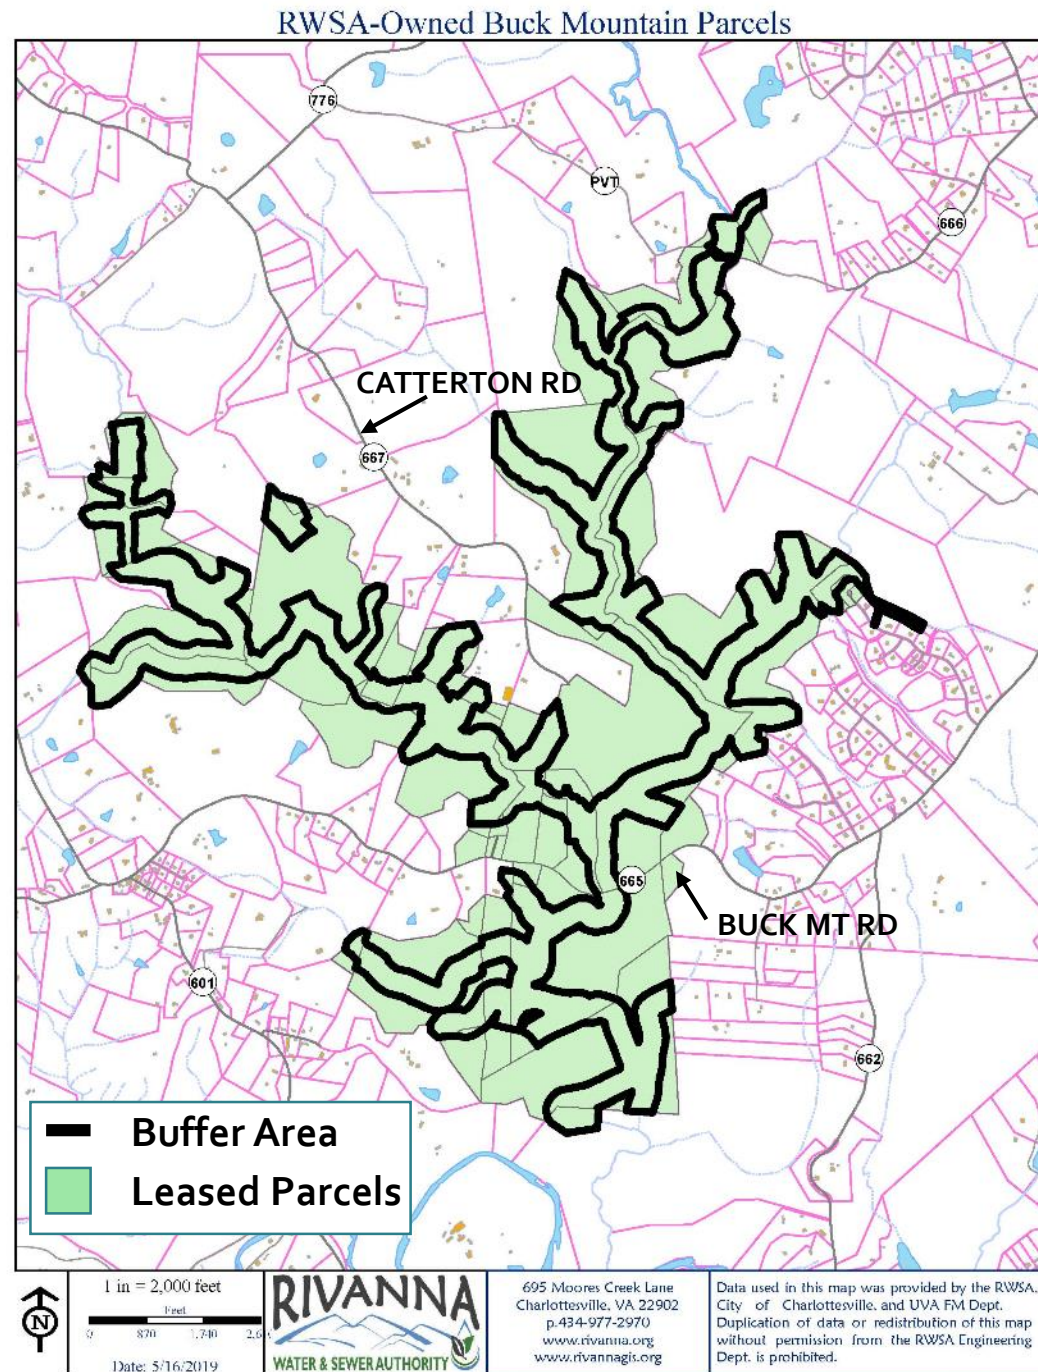 RWSA-Owned Buck Mountain Parcels
776
PVT
666
CATTERTON RD
667
665
BUCK MT RD
601
662
Buffer Area
Leased Parcels
N
1 in = 2,000 feet
Feet
0 870 1,740
Date: 5/16/2019
RIVANNA
WATER & SEWER AUTHORITY
695 Moores Creek Lane
Charlottesville, VA 22902
p.434-977-2970
www.rivanna.org
www.rivannagis.org
Data used in this map was provided by the RWSA,
City of Charlottesville, and UVA FM Dept.
Duplication of data or redistribution of this map
without permission from the RWSA Engineering
Dept. is prohibited.